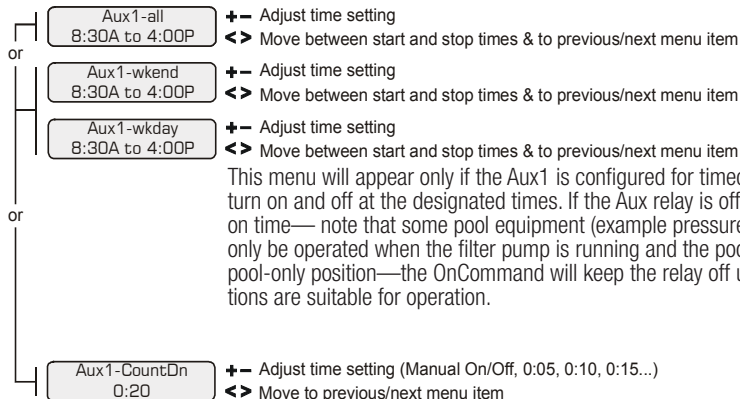 Aux1-all
8:30A to 4:00P
+– Adjust time setting
<> Move between start and stop times & to previous/next menu item
or
Aux1-wkend
8:30A to 4:00P
+– Adjust time setting
<> Move between start and stop times & to previous/next menu item
Aux1-wkday
8:30A to 4:00P
+– Adjust time setting
<> Move between start and stop times & to previous/next menu item
This menu will appear only if the Aux1 is configured for timed
turn on and off at the designated times. If the Aux relay is off
on time— note that some pool equipment (example pressure
only be operated when the filter pump is running and the poo
pool-only position—the OnCommand will keep the relay off u
tions are suitable for operation.
or
Aux1-CountDn
0:20
+– Adjust time setting (Manual On/Off, 0:05, 0:10, 0:15...)
<> Move to previous/next menu item